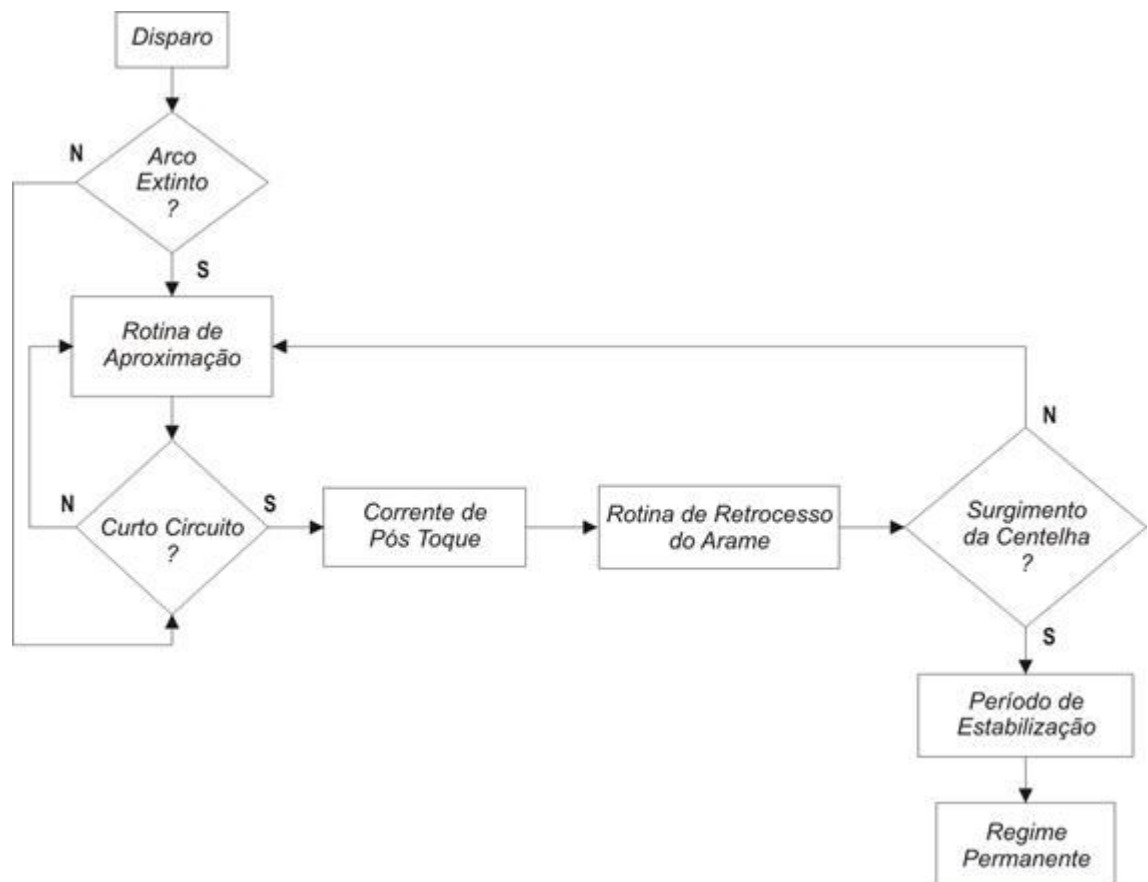 Disparo
N
Arco
Extinto
?
S
Rotina de
Aproximação
N
N
S
Curto Circuito
?
Corrente de
Pós Toque
Rotina de Retrocesso
do Arame
Surgimento
da Centelha
?
S
Período de
Estabilização
Regime
Permanente